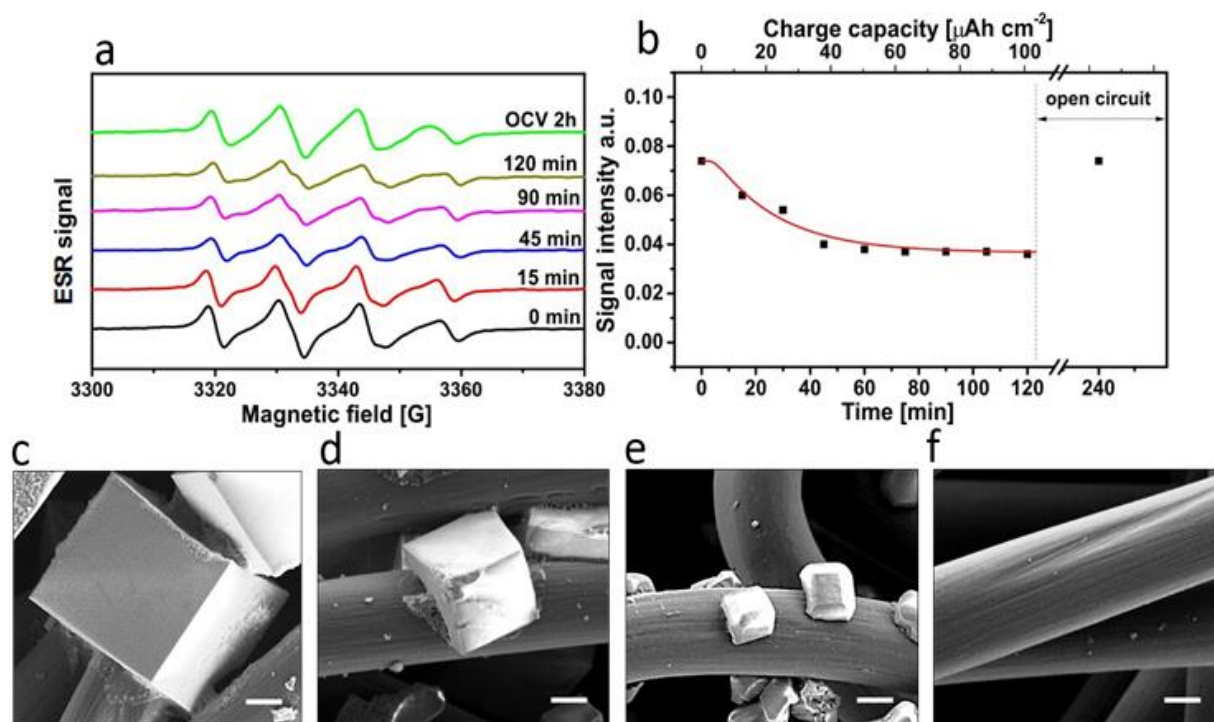 a
ESR signal
OCV 2h
120 min
90 min
45 min
15 min
0 min
3300 3320 3340 3360 3380
Magnetic field [G]
b
Charge capacity [µAh cm⁻²]
0 20 40 60 80 100
Signal intensity a.u.
0.10
0.08
0.06
0.04
0.02
0.00
open circuit
0 20 40 60 80 100 120 240
Time [min]
c
d
e
f